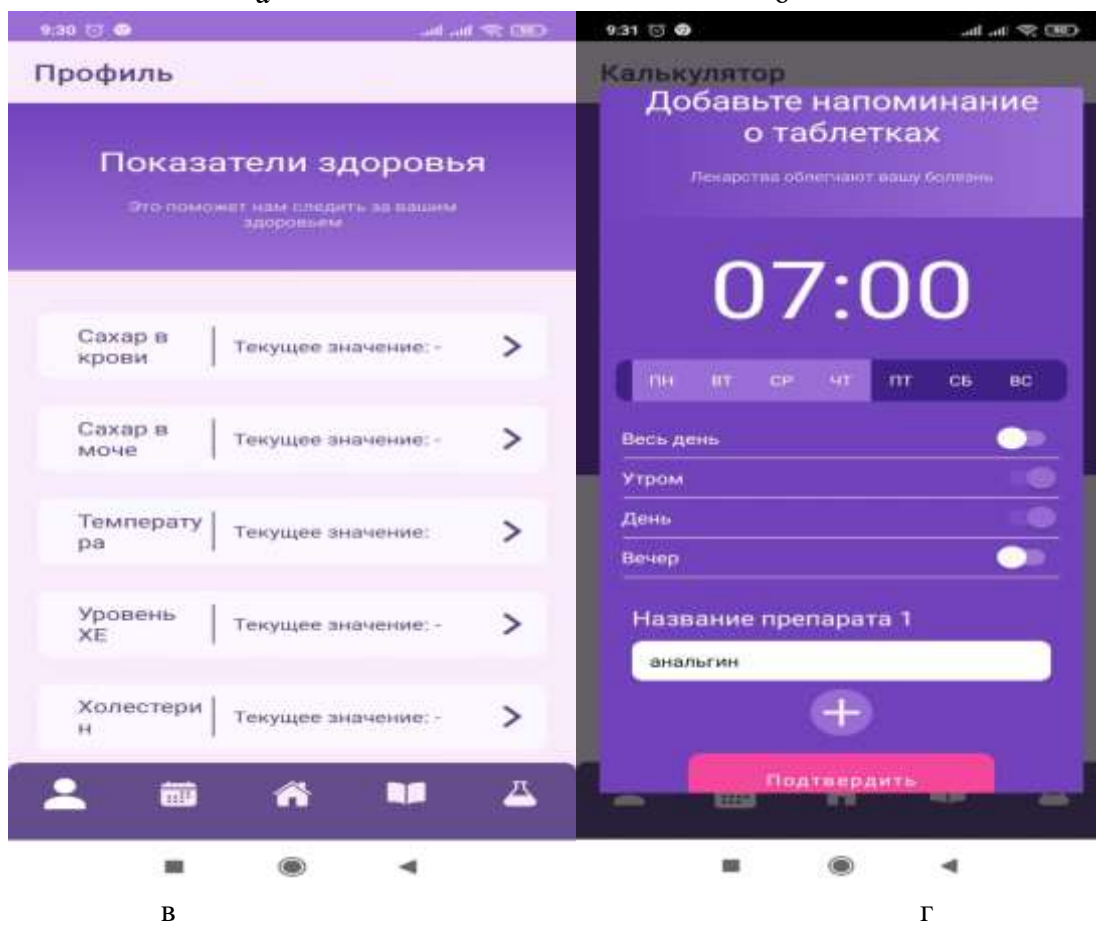 а
б
9:30
Профиль
Показатели здоровья
Это поможет нам следить за вашим
здоровьем
Сахар в
крови
Текущее значение: -
Сахар в
моче
Текущее значение: -
Температу
ра
Текущее значение:
Уровень
ХЕ
Текущее значение: -
Холестери
н
Текущее значение: -
в
9:31
Калькулятор
Добавьте напоминание
о таблетках
Лекарства облегчают вашу болезнь
07:00
ПН ВТ СР ЧТ ПТ СБ ВС
Весь день
Утром
День
Вечер
Название препарата 1
анальгин
Подтвердить
г